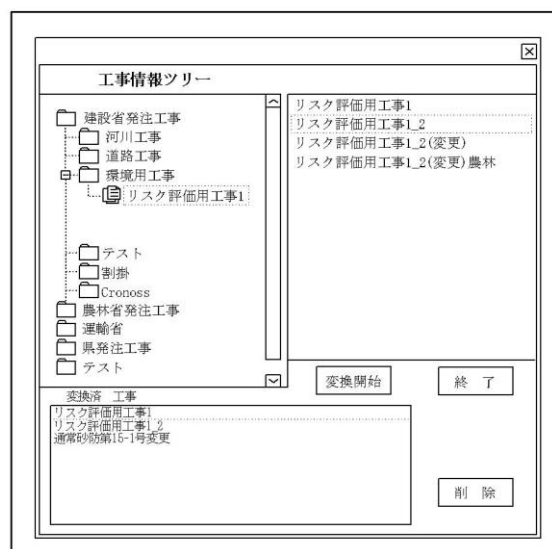 工事情報ツリー
建設省発注工事
河川工事
道路工事
環境用工事
リスク評価用工事1
テスト
割掛
Cronoss
農林省発注工事
運輸省
県発注工事
テスト
リスク評価用工事1
リスク評価用工事1_2
リスク評価用工事1_2(変更)
リスク評価用工事1_2(変更)農林
変換開始
終 了
変換済 工事
リスク評価用工事1
リスク評価用工事1_2
通常砂防第15-1号変更
削 除